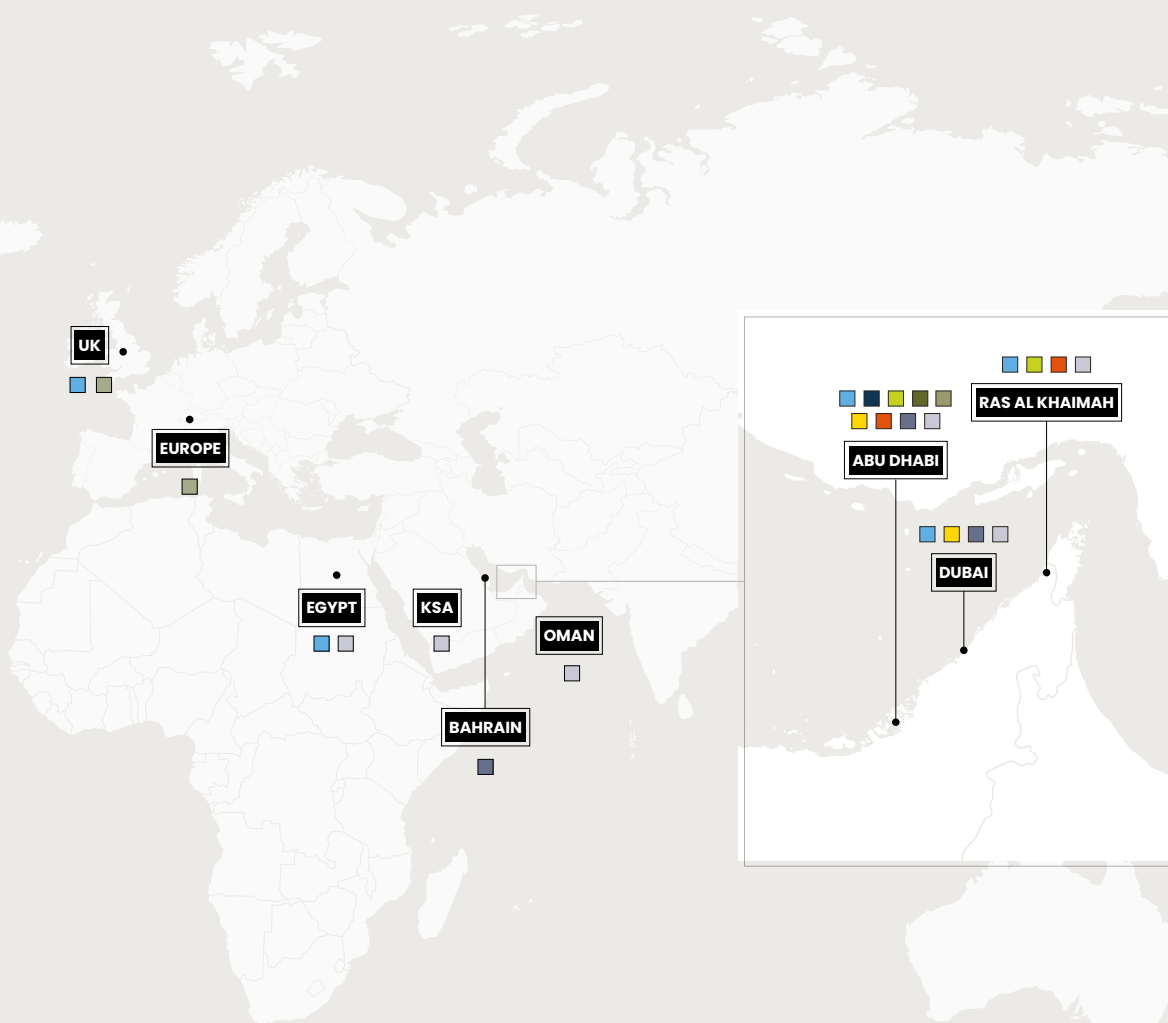 UK
EUROPE
EGYPT
KSA
OMAN
BAHRAIN
RAS AL KHAIMAH
ABU DHABI
DUBAI